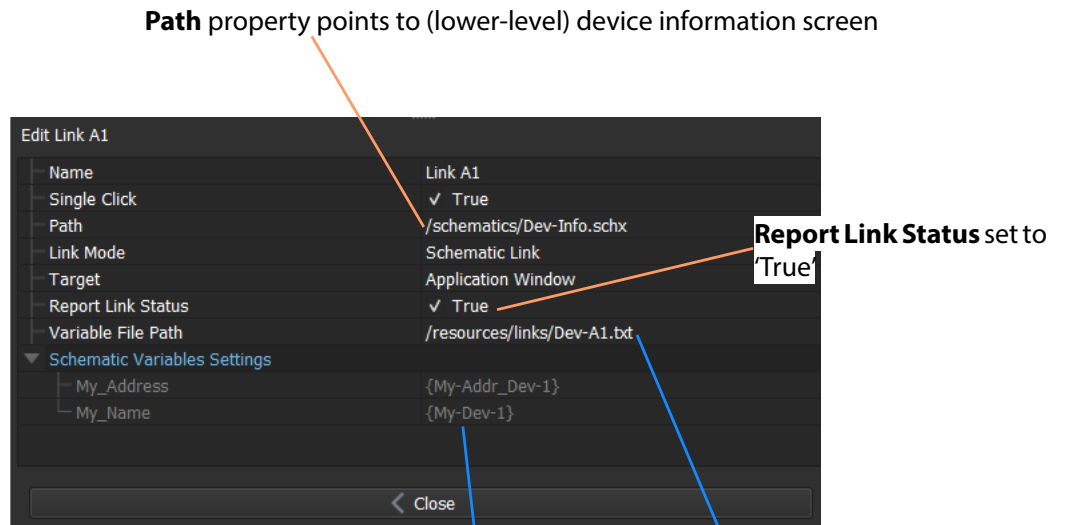 Path property points to (lower-level) device information screen
Edit Link A1
Name Link A1
Single Click ✓ True
Path /schematics/Dev-Info.schx
Link Mode Schematic Link
Target Application Window
Report Link Status ✓ True
Variable File Path /resources/links/Dev-A1.txt
Schematic Variables Settings
My_Address {My-Addr_Dev-1}
My_Name {My-Dev-1}
Close
Report Link Status set to
‘True’